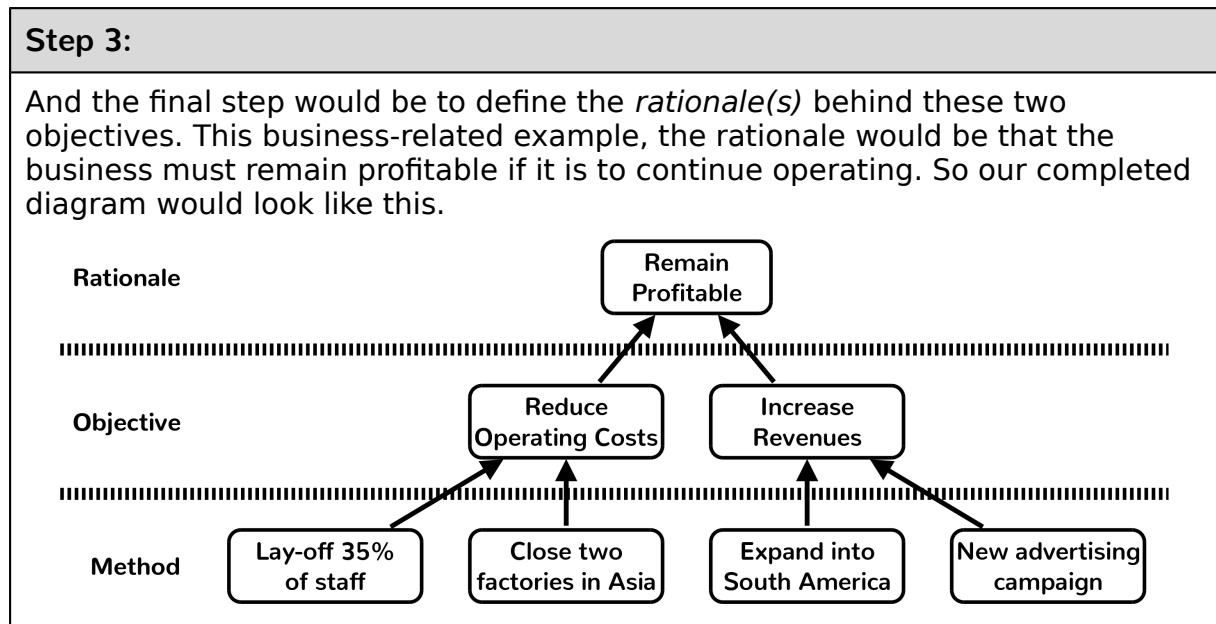 Step 3:
And the final step would be to define the rationale(s) behind these two
objectives. This business-related example, the rationale would be that the
business must remain profitable if it is to continue operating. So our completed
diagram would look like this.
Rationale
Remain
Profitable
Objective
Reduce
Operating Costs
Increase
Revenues
Method
Lay-off 35%
of staff
Close two
factories in Asia
Expand into
South America
New advertising
campaign